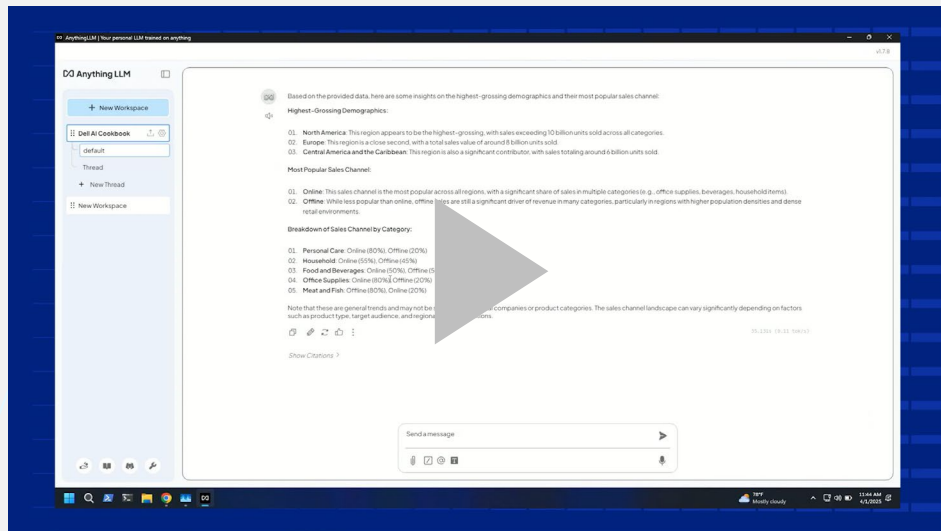 AnythingLLM | Your personal LLM trained on anything
v1.7.8
Anything LLM
+ New Workspace
Dell AI Cookbook
default
Thread
+ New Thread
New Workspace
Based on the provided data, here are some insights on the highest-grossing demographics and their most popular sales channel:
Highest-Grossing Demographics:
01. North America: This region appears to be the highest-grossing, with sales exceeding 10 billion units sold across all categories.
02. Europe: This region is a close second, with a total sales value of around 8 billion units sold.
03. Central America and the Caribbean: This region is also a significant contributor, with sales totaling around 6 billion units sold.
Most Popular Sales Channel:
01. Online: This sales channel is the most popular across all regions, with a significant share of sales in multiple categories (e.g., office supplies, beverages, household items).
02. Offline: While less popular than online, offline sales are still a significant driver of revenue in many categories, particularly in regions with higher population densities and dense
retail environments.
Breakdown of Sales Channel by Category:
01. Personal Care: Online (80%), Offline (20%)
02. Household: Online (55%), Offline (45%)
03. Food and Beverages: Online (50%), Offline (5
04. Office Supplies: Online (80%), Offline (20%)
05. Meat and Fish: Offline (80%), Online (20%)
Note that these are general trends and may not be companies or product categories. The sales channel landscape can vary significantly depending on factors
such as product type, target audience, and regional
Show Citations
Send a message
78°F
Mostly cloudy
11:44 AM
4/1/2025